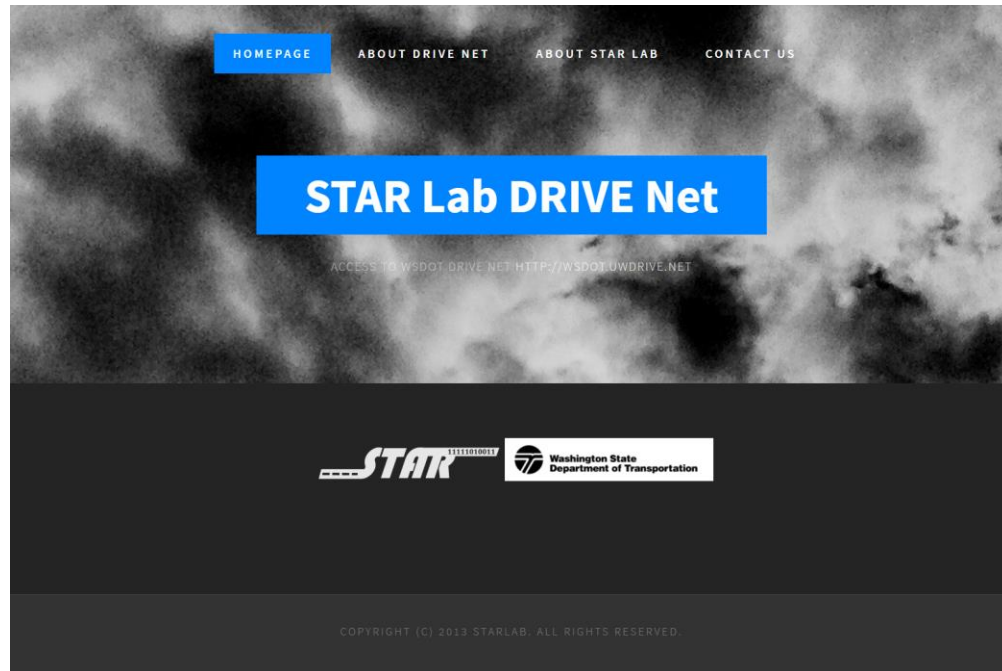 HOMEPAGE ABOUT DRIVE NET ABOUT STAR LAB CONTACT US
STAR Lab DRIVE Net
ACCESS TO WSDOT DRIVE NET HTTP://WSDOT.UWDRIVE.NET
STAR 11111010011
Washington State
Department of Transportation
COPYRIGHT (C) 2013 STARLAB. ALL RIGHTS RESERVED.